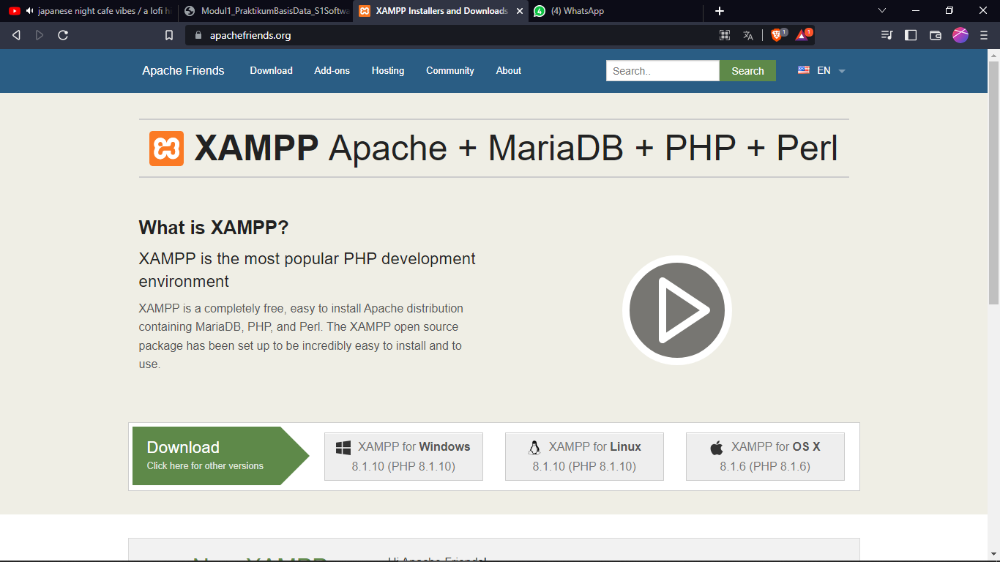 japanese night cafe vibes / a lofi hi
Modul1_PraktikumBasisData_S1Softwa
XAMPP Installers and Downloads
(4) WhatsApp
apachefriends.org
1
1
Apache Friends
Download
Add-ons
Hosting
Community
About
Search..
Search
EN
XAMPP Apache + MariaDB + PHP + Perl
What is XAMPP?
XAMPP is the most popular PHP development
environment
XAMPP is a completely free, easy to install Apache distribution
containing MariaDB, PHP, and Perl. The XAMPP open source
package has been set up to be incredibly easy to install and to
use.
Download
Click here for other versions
XAMPP for Windows
8.1.10 (PHP 8.1.10)
XAMPP for Linux
8.1.10 (PHP 8.1.10)
XAMPP for OS X
8.1.6 (PHP 8.1.6)
New XAMPP
Hi Apache Friends!